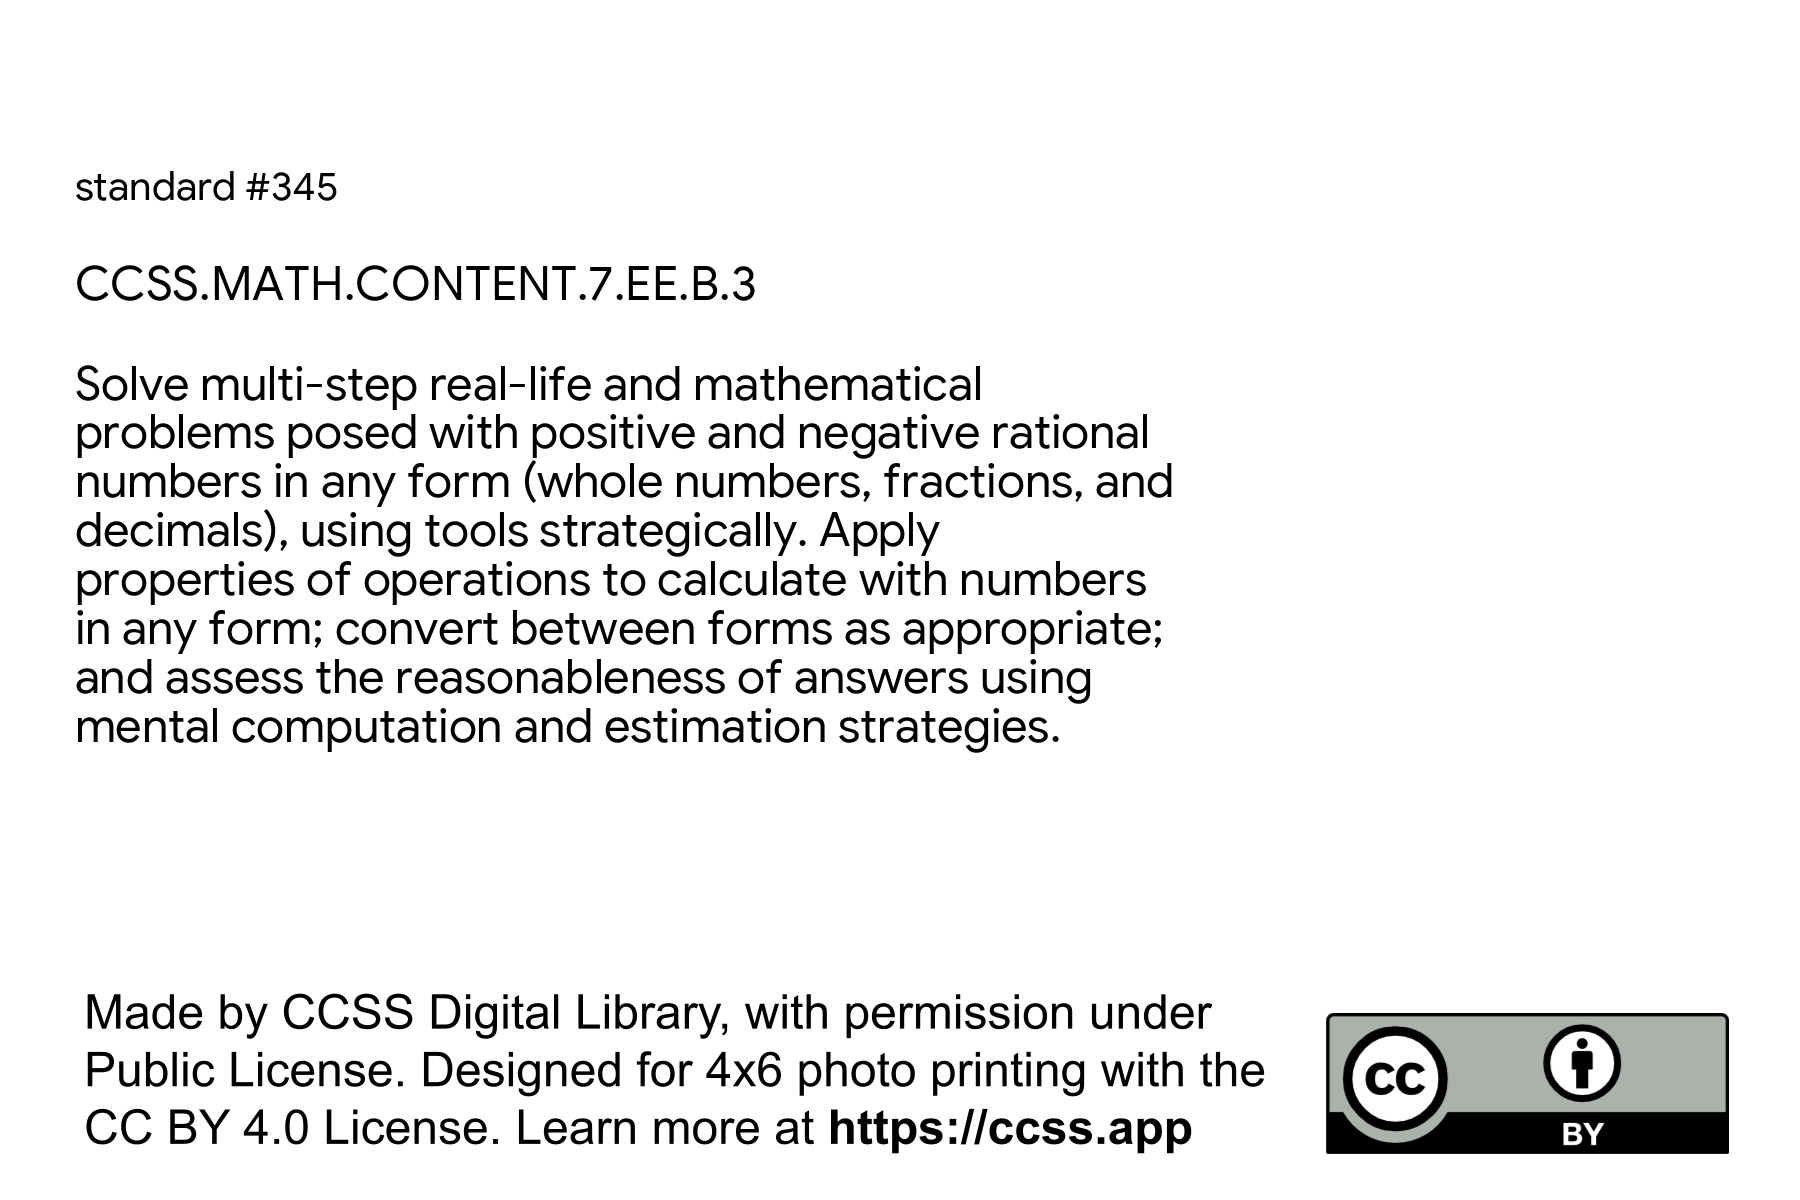 standard #345
CCSS.MATH.CONTENT.7.EE.B.3
Solve multi-step real-life and mathematical
problems posed with positive and negative rational
numbers in any form (whole numbers, fractions, and
decimals), using tools strategically. Apply
properties of operations to calculate with numbers
in any form; convert between forms as appropriate;
and assess the reasonableness of answers using
mental computation and estimation strategies.
Made by CCSS Digital Library, with permission under
Public License. Designed for 4x6 photo printing with the
CC BY 4.0 License. Learn more at https://ccss.app
CC
BY